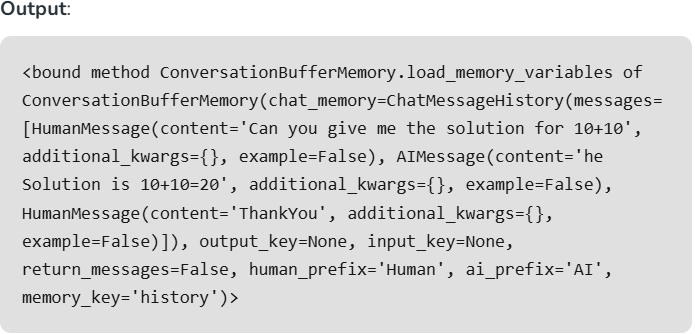 Output:
<bound method ConversationBufferMemory.load_memory_variables of
ConversationBufferMemory(chat_memory=ChatMessageHistory(messages=
[HumanMessage(content='Can you give me the solution for 10+10',
additional_kwargs={}, example=False), AIMessage(content='he
Solution is 10+10=20', additional_kwargs={}, example=False),
HumanMessage(content='ThankYou', additional_kwargs={},
example=False)]), output_key=None, input_key=None,
return_messages=False, human_prefix='Human', ai_prefix='AI',
memory_key='history')>